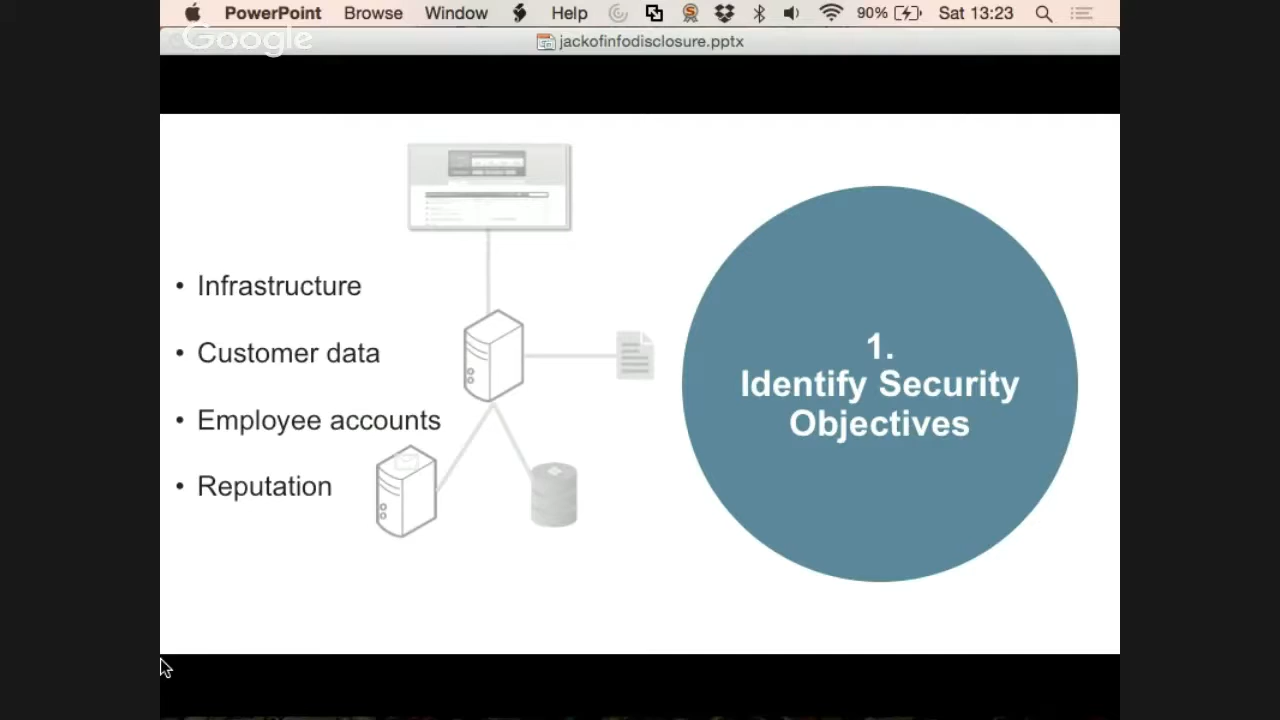 PowerPoint Browse Window Help 90% Sat 13:23
Google
jackofinfodisclosure.pptx
• Infrastructure
• Customer data
• Employee accounts
• Reputation
1.
Identify Security
Objectives